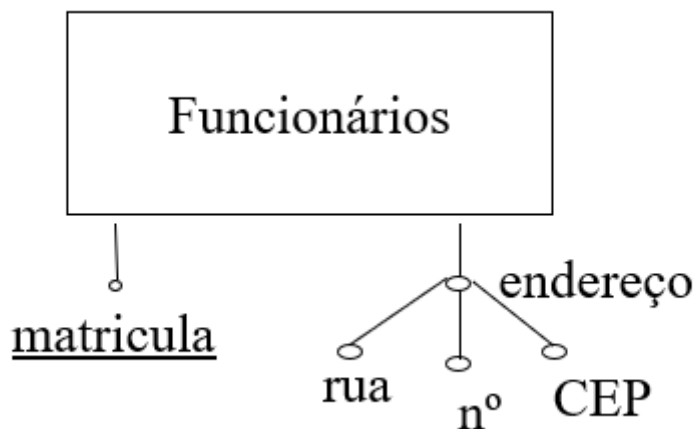 Funcionários
endereço
matricula
rua
nº
CEP